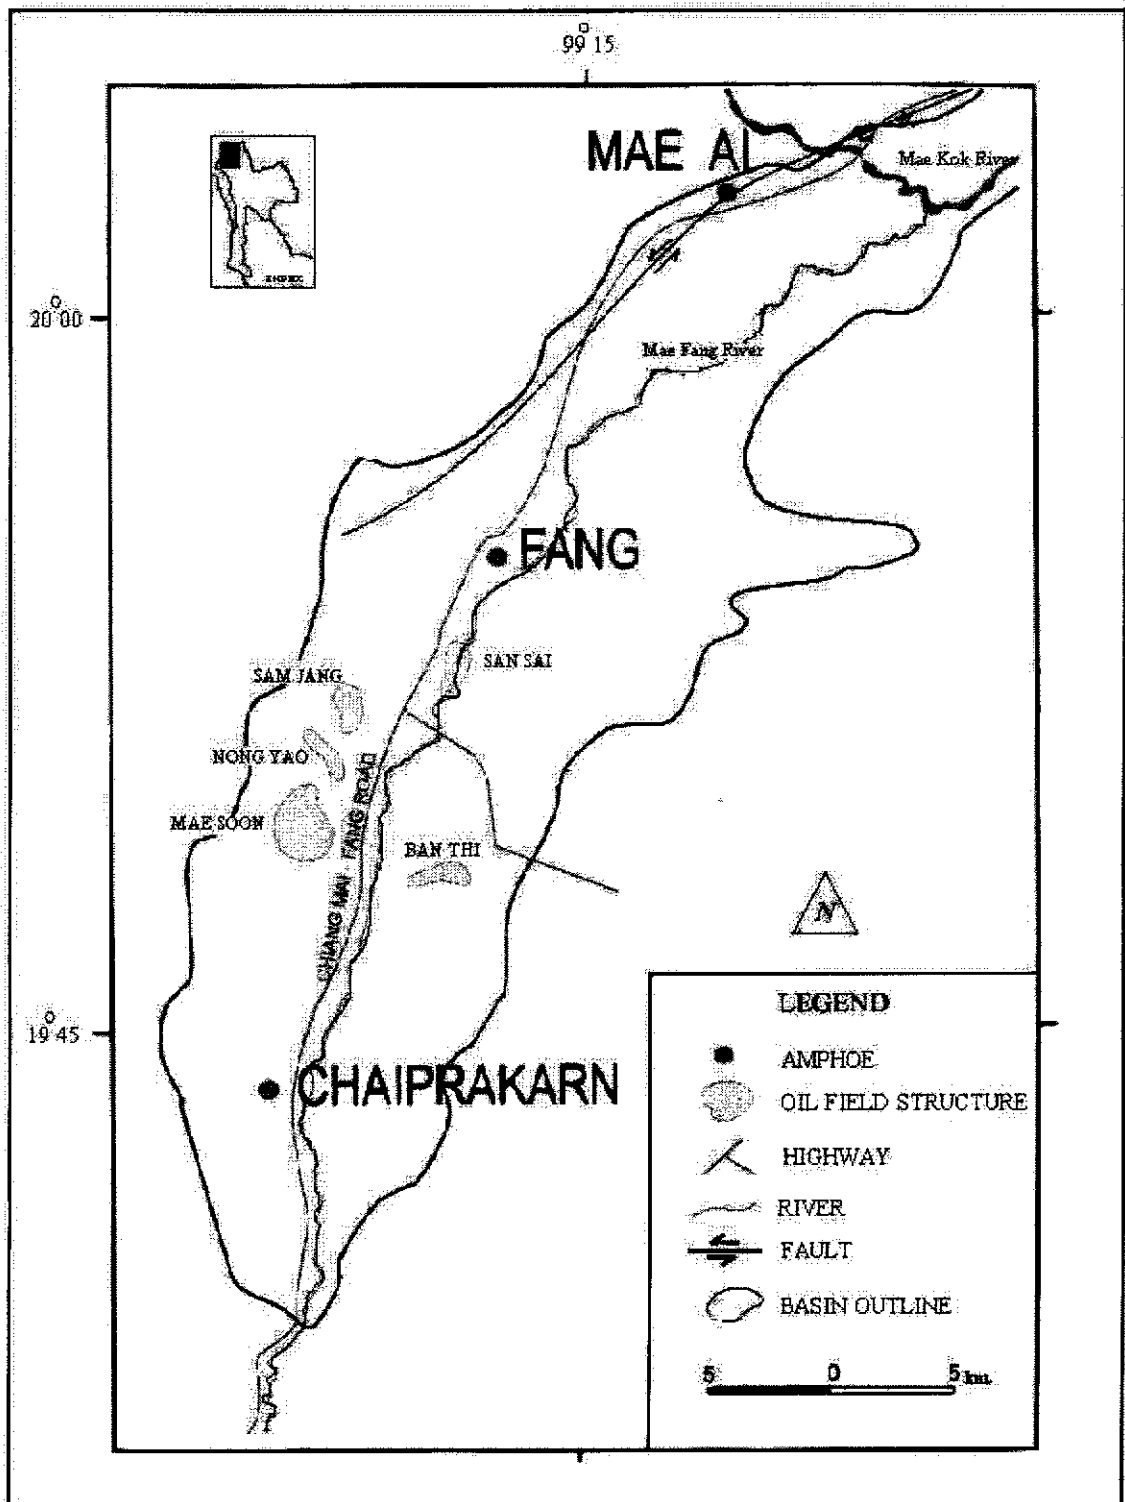 99 15
MAE AI
Mae Kok River
INDEX
20 00
Mae Fang River
FANG
SAN SAI
SAM JANG
NONG YAO
MAE SOON
CHIANG MAI FANG ROAD
BAN THI
N
LEGEND
19 45
AMPHOE
CHAIPRAKARN
OIL FIELD STRUCTURE
HIGHWAY
RIVER
FAULT
BASIN OUTLINE
5 0 5 km.